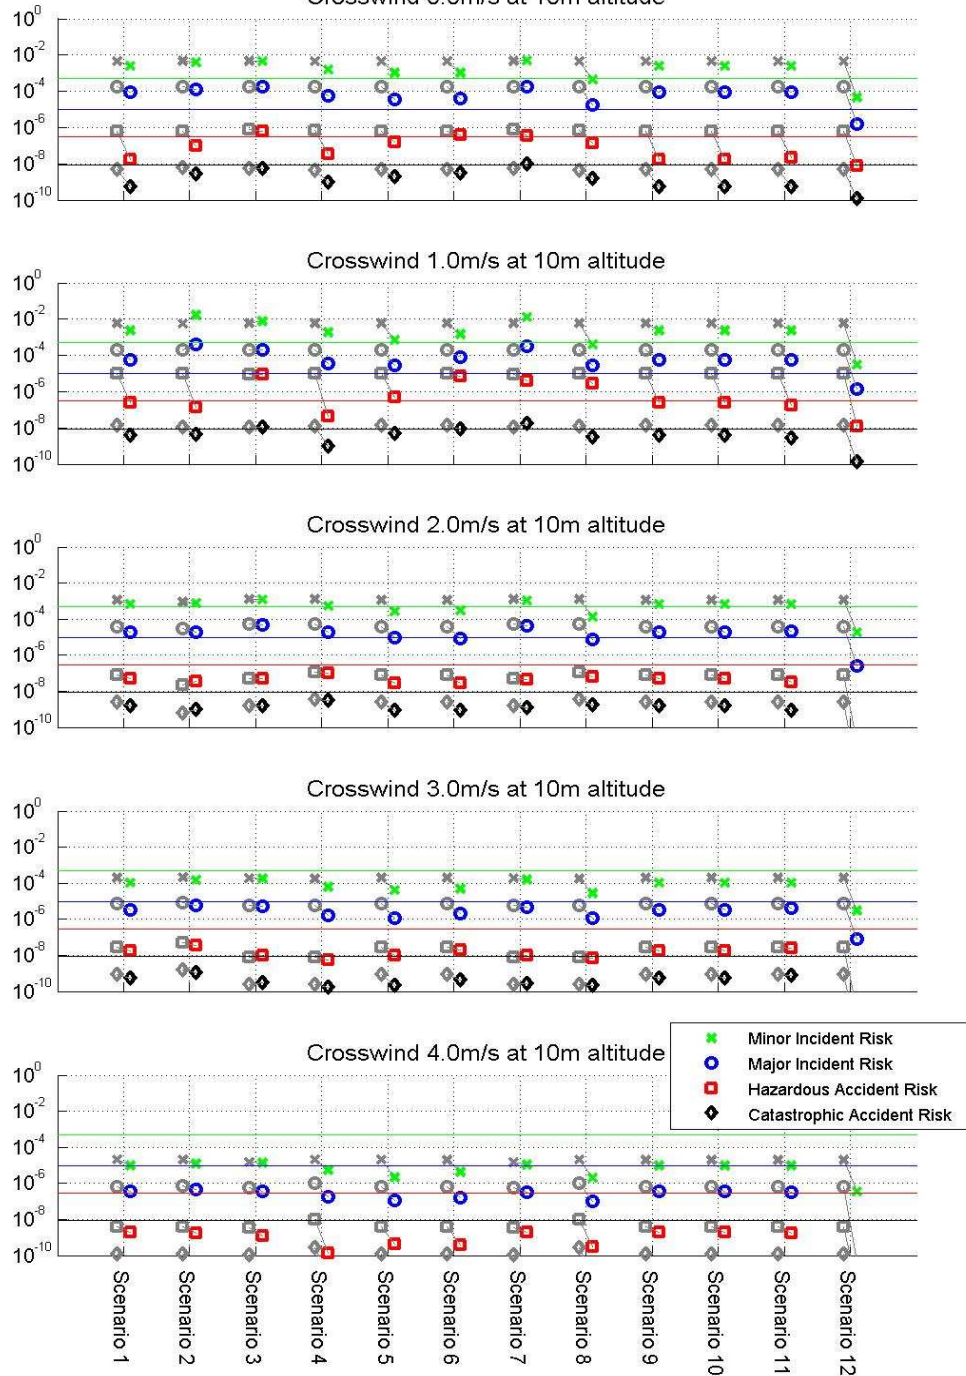 Crosswind 0.0m/s at 10m altitude
10^0
10^-2
10^-4
10^-6
10^-8
10^-10
Crosswind 1.0m/s at 10m altitude
10^0
10^-2
10^-4
10^-6
10^-8
10^-10
Crosswind 2.0m/s at 10m altitude
10^0
10^-2
10^-4
10^-6
10^-8
10^-10
Crosswind 3.0m/s at 10m altitude
10^0
10^-2
10^-4
10^-6
10^-8
10^-10
Crosswind 4.0m/s at 10m altitude
10^0
10^-2
10^-4
10^-6
10^-8
10^-10
Minor Incident Risk
Major Incident Risk
Hazardous Accident Risk
Catastrophic Accident Risk
Scenario 1
Scenario 2
Scenario 3
Scenario 4
Scenario 5
Scenario 6
Scenario 7
Scenario 8
Scenario 9
Scenario 10
Scenario 11
Scenario 12